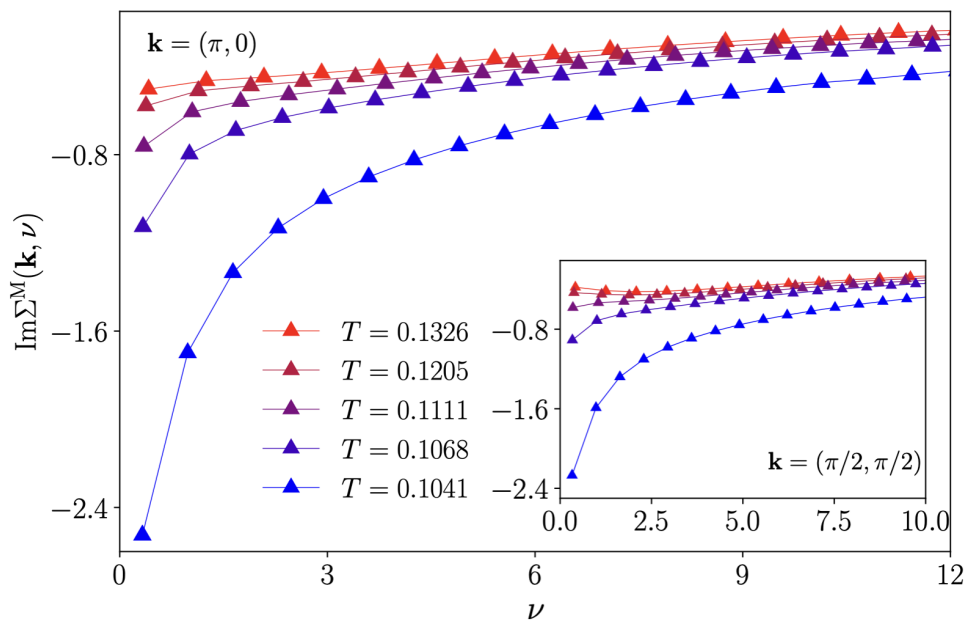 k = (π, 0)
−0.8
−1.6
−2.4
ImΣᴹ(k, ν)
T = 0.1326
T = 0.1205
T = 0.1111
T = 0.1068
T = 0.1041
−0.8
−1.6
−2.4
k = (π/2, π/2)
0.0 2.5 5.0 7.5 10.0
0 3 6 9 12
ν